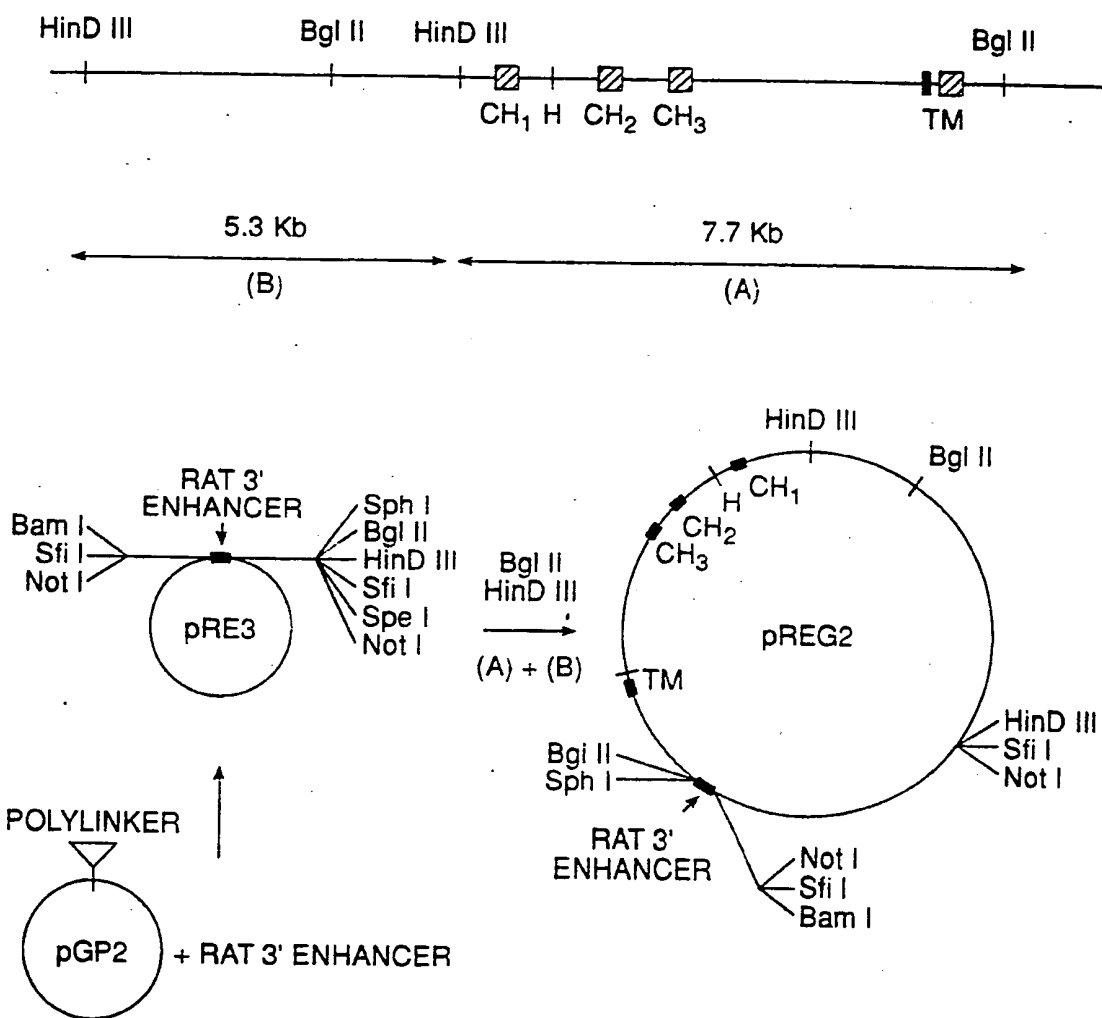 HinD III
Bgl II
HinD III
Bgl II
CH1
H
CH2
CH3
TM
5.3 Kb
(B)
7.7 Kb
(A)
RAT 3'
ENHANCER
Bam I
Sfi I
Not I
Sph I
Bgl II
HinD III
Sfi I
Spe I
Not I
pRE3
Bgl II
HinD III
(A) + (B)
HinD III
Bgl II
CH1
H
CH2
CH3
pREG2
TM
Bgl II
Sph I
HinD III
Sfi I
Not I
RAT 3'
ENHANCER
Not I
Sfi I
Bam I
POLYLINKER
pGP2
+ RAT 3' ENHANCER